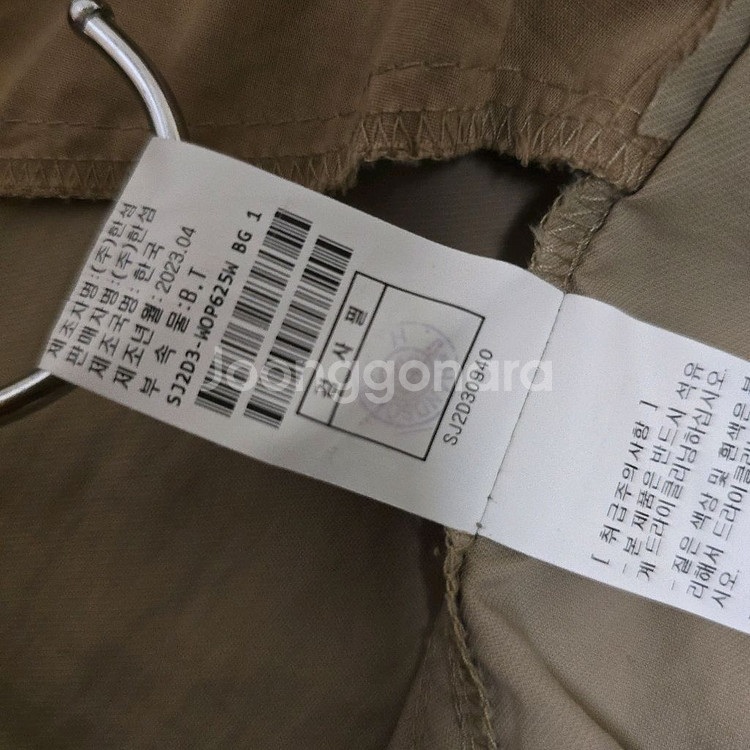 제조자명:(주)한섬
판매자명:(주)한섬
제조국명: 한국
제조년월:2023.04
부 속 물:B.T
SJ2D3-WOP625W BG 1
검 사 필
SJ2D30940
Joonggonara
[ 취급주의사항 ]
- 본 제품은 반드시 석유
계 드라이클리닝하십시오.
- 짙은 색상 및 흰색은
리해서 드라이클
시오.